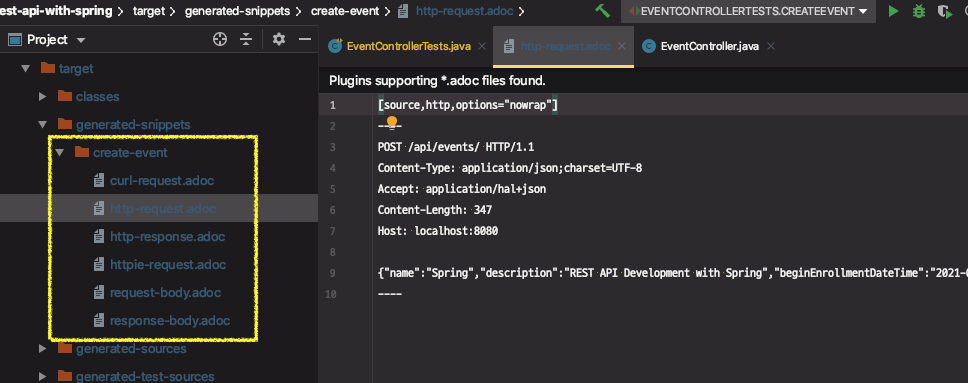 est-api-with-spring › target › generated-snippets › create-event › http-request.adoc
EVENTCONTROLLERTESTS.CREATEEVENT
Project
EventControllerTests.java
http-request.adoc
EventController.java
Plugins supporting *.adoc files found.
target
classes
generated-snippets
create-event
curl-request.adoc
http-request.adoc
http-response.adoc
httpie-request.adoc
request-body.adoc
response-body.adoc
generated-sources
generated-test-sources
1 [source,http,options="nowrap"]
2 ----
3 POST /api/events/ HTTP/1.1
4 Content-Type: application/json;charset=UTF-8
5 Accept: application/hal+json
6 Content-Length: 347
7 Host: localhost:8080
8
9 {"name":"Spring","description":"REST API Development with Spring","beginEnrollmentDateTime":"2021-
10 ----